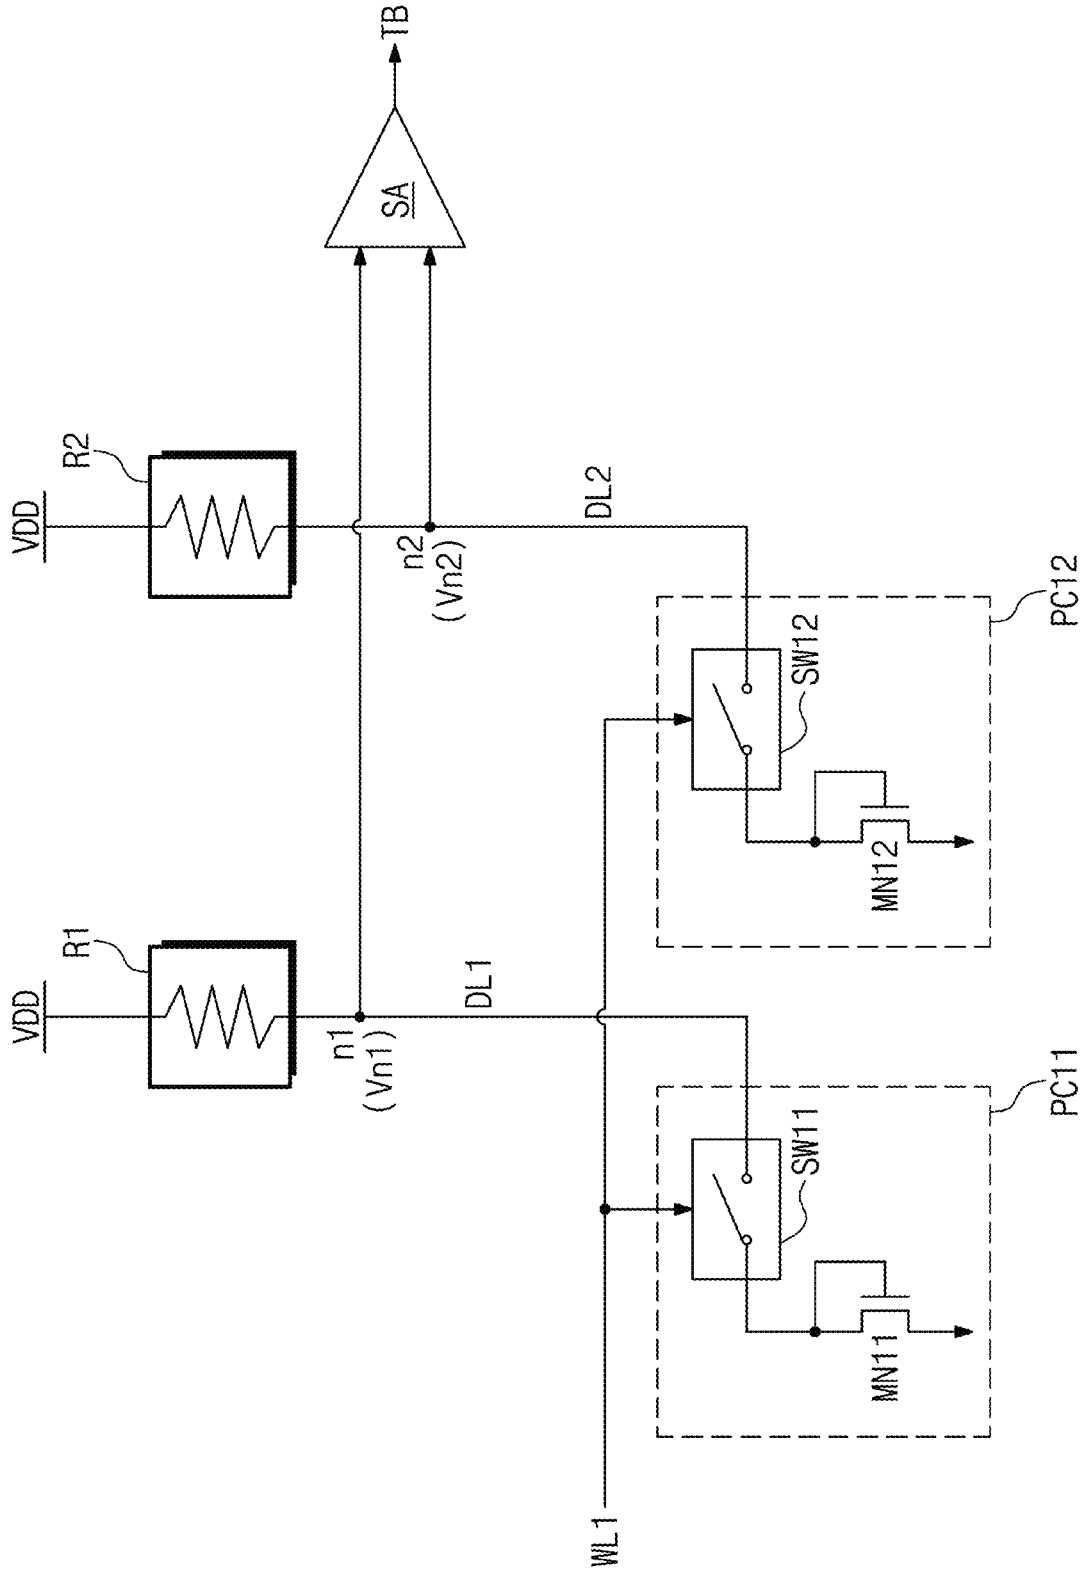 VDD
R1
VDD
R2
n1
(Vn1)
n2
(Vn2)
SA
TB
DL1
DL2
WL1
SW11
SW12
MN11
MN12
PC11
PC12